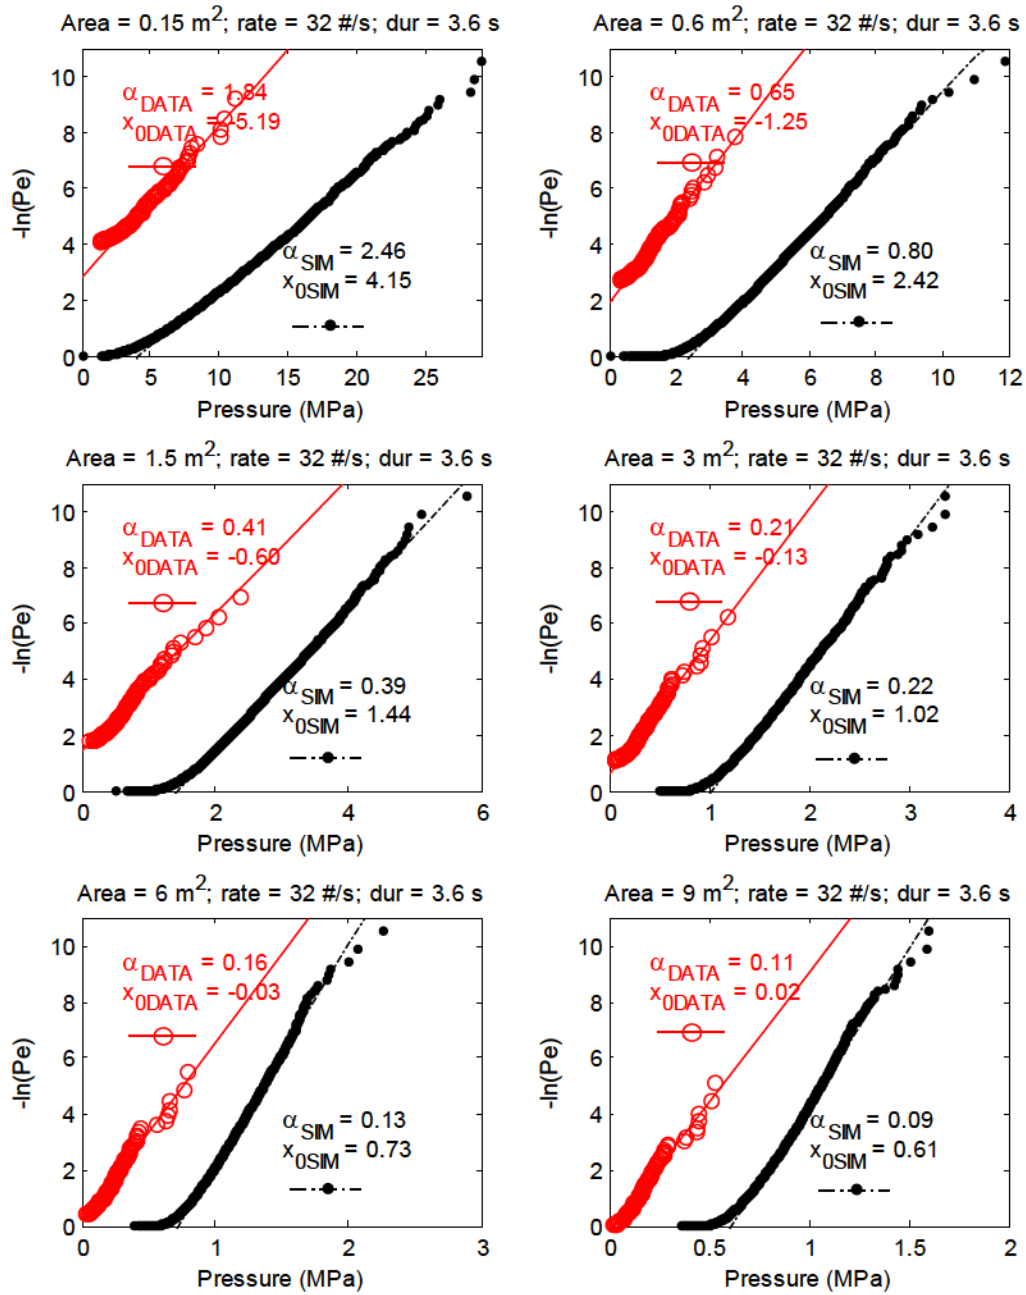 Area = 0.15 m²; rate = 32 #/s; dur = 3.6 s
αDATA = 1.84
x0DATA = -5.19
αSIM = 2.46
x0SIM = 4.15
-ln(Pe)
0 2 4 6 8 10
0 5 10 15 20 25
Pressure (MPa)
Area = 0.6 m²; rate = 32 #/s; dur = 3.6 s
αDATA = 0.65
x0DATA = -1.25
αSIM = 0.80
x0SIM = 2.42
-ln(Pe)
0 2 4 6 8 10
0 2 4 6 8 10 12
Pressure (MPa)
Area = 1.5 m²; rate = 32 #/s; dur = 3.6 s
αDATA = 0.41
x0DATA = -0.60
αSIM = 0.39
x0SIM = 1.44
-ln(Pe)
0 2 4 6 8 10
0 2 4 6
Pressure (MPa)
Area = 3 m²; rate = 32 #/s; dur = 3.6 s
αDATA = 0.21
x0DATA = -0.13
αSIM = 0.22
x0SIM = 1.02
-ln(Pe)
0 2 4 6 8 10
0 1 2 3 4
Pressure (MPa)
Area = 6 m²; rate = 32 #/s; dur = 3.6 s
αDATA = 0.16
x0DATA = -0.03
αSIM = 0.13
x0SIM = 0.73
-ln(Pe)
0 2 4 6 8 10
0 1 2 3
Pressure (MPa)
Area = 9 m²; rate = 32 #/s; dur = 3.6 s
αDATA = 0.11
x0DATA = 0.02
αSIM = 0.09
x0SIM = 0.61
-ln(Pe)
0 2 4 6 8 10
0 0.5 1 1.5 2
Pressure (MPa)